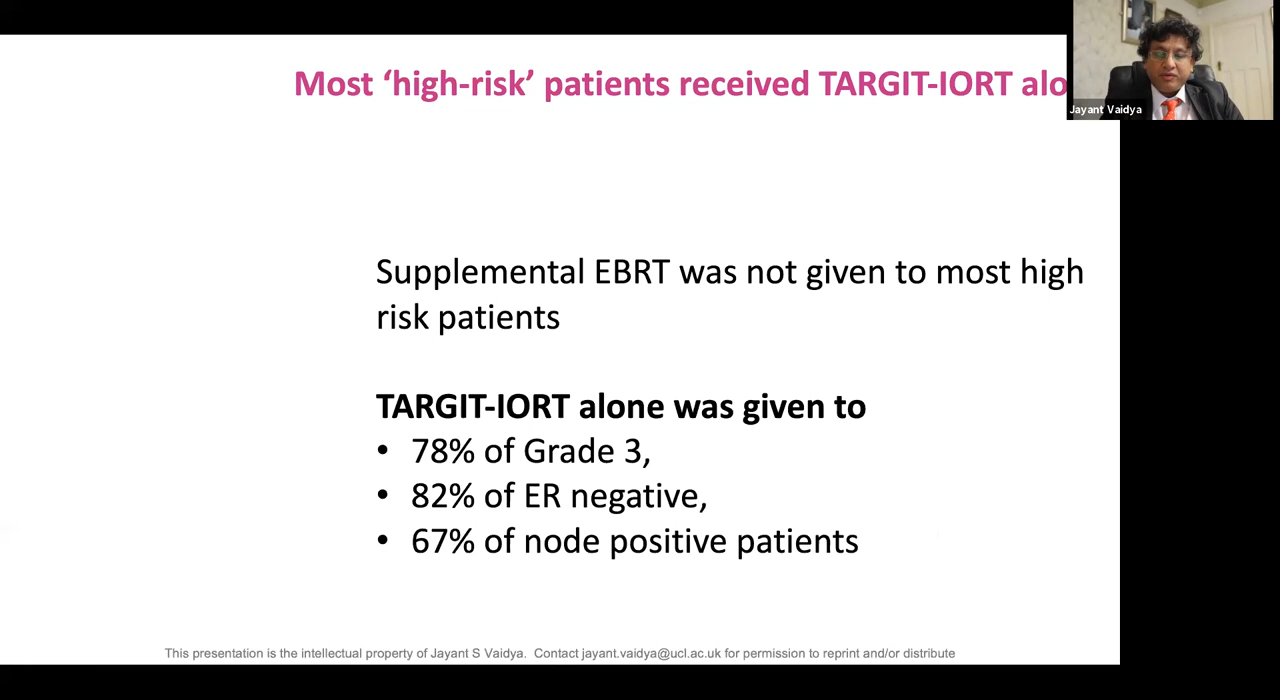 Most ‘high-risk’ patients received TARGIT-IORT alo
Jayant Vaidya
Supplemental EBRT was not given to most high
risk patients
TARGIT-IORT alone was given to
• 78% of Grade 3,
• 82% of ER negative,
• 67% of node positive patients
This presentation is the intellectual property of Jayant S Vaidya.  Contact jayant.vaidya@ucl.ac.uk for permission to reprint and/or distribute